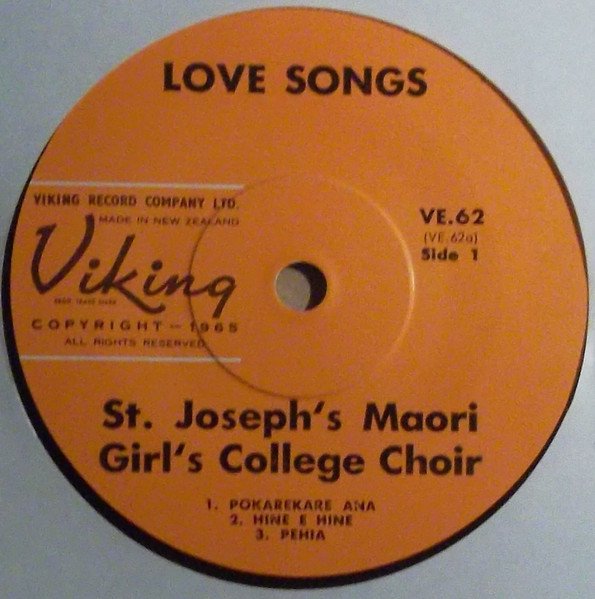 LOVE SONGS
VIKING RECORD COMPANY LTD.
MADE IN NEW ZEALAND
Viking
COPYRIGHT — 1965
ALL RIGHTS RESERVED
VE.62
(VE.62a)
Side 1
St. Joseph's Maori
Girl's College Choir
1. POKAREKARE ANA
2. HINE E HINE
3. PEHIA